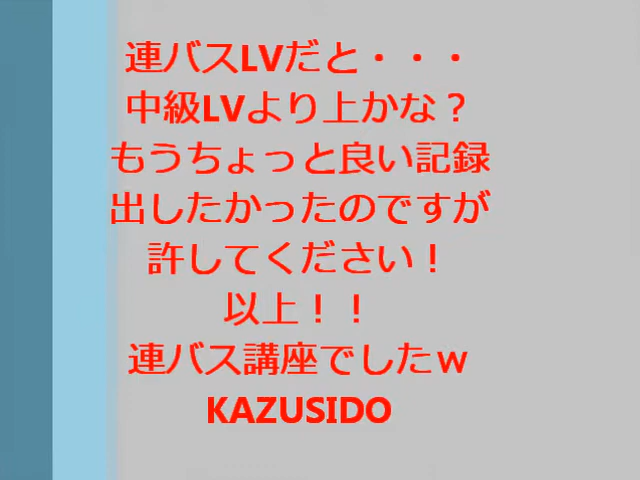 連バスLVだと・・・
中級LVより上かな？
もうちょっと良い記録
出したかったのですが
許してください！
以上！！
連バス講座でしたｗ
KAZUSIDO